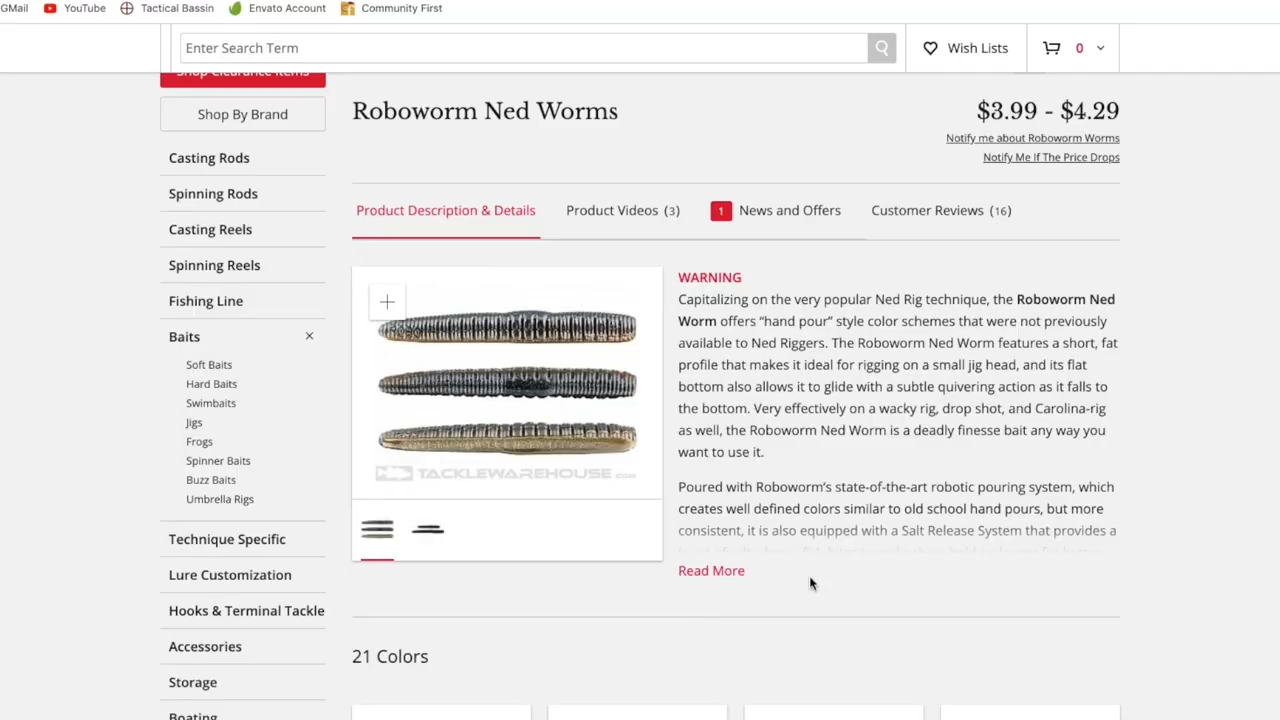 GMail YouTube Tactical Bassin Envato Account Community First
Enter Search Term
Wish Lists
0
Shop Clearance Items
Shop By Brand
Casting Rods
Spinning Rods
Casting Reels
Spinning Reels
Fishing Line
Baits
Soft Baits
Hard Baits
Swimbaits
Jigs
Frogs
Spinner Baits
Buzz Baits
Umbrella Rigs
Technique Specific
Lure Customization
Hooks & Terminal Tackle
Accessories
Storage
Boating
Roboworm Ned Worms
$3.99 - $4.29
Notify me about Roboworm Worms
Notify Me If The Price Drops
Product Description & Details Product Videos (3) 1 News and Offers Customer Reviews (16)
TACKLEWAREHOUSE.COM
WARNING
Capitalizing on the very popular Ned Rig technique, the Roboworm Ned
Worm offers “hand pour” style color schemes that were not previously
available to Ned Riggers. The Roboworm Ned Worm features a short, fat
profile that makes it ideal for rigging on a small jig head, and its flat
bottom also allows it to glide with a subtle quivering action as it falls to
the bottom. Very effectively on a wacky rig, drop shot, and Carolina-rig
as well, the Roboworm Ned Worm is a deadly finesse bait any way you
want to use it.
Poured with Roboworm’s state-of-the-art robotic pouring system, which
creates well defined colors similar to old school hand pours, but more
consistent, it is also equipped with a Salt Release System that provides a
Read More
21 Colors